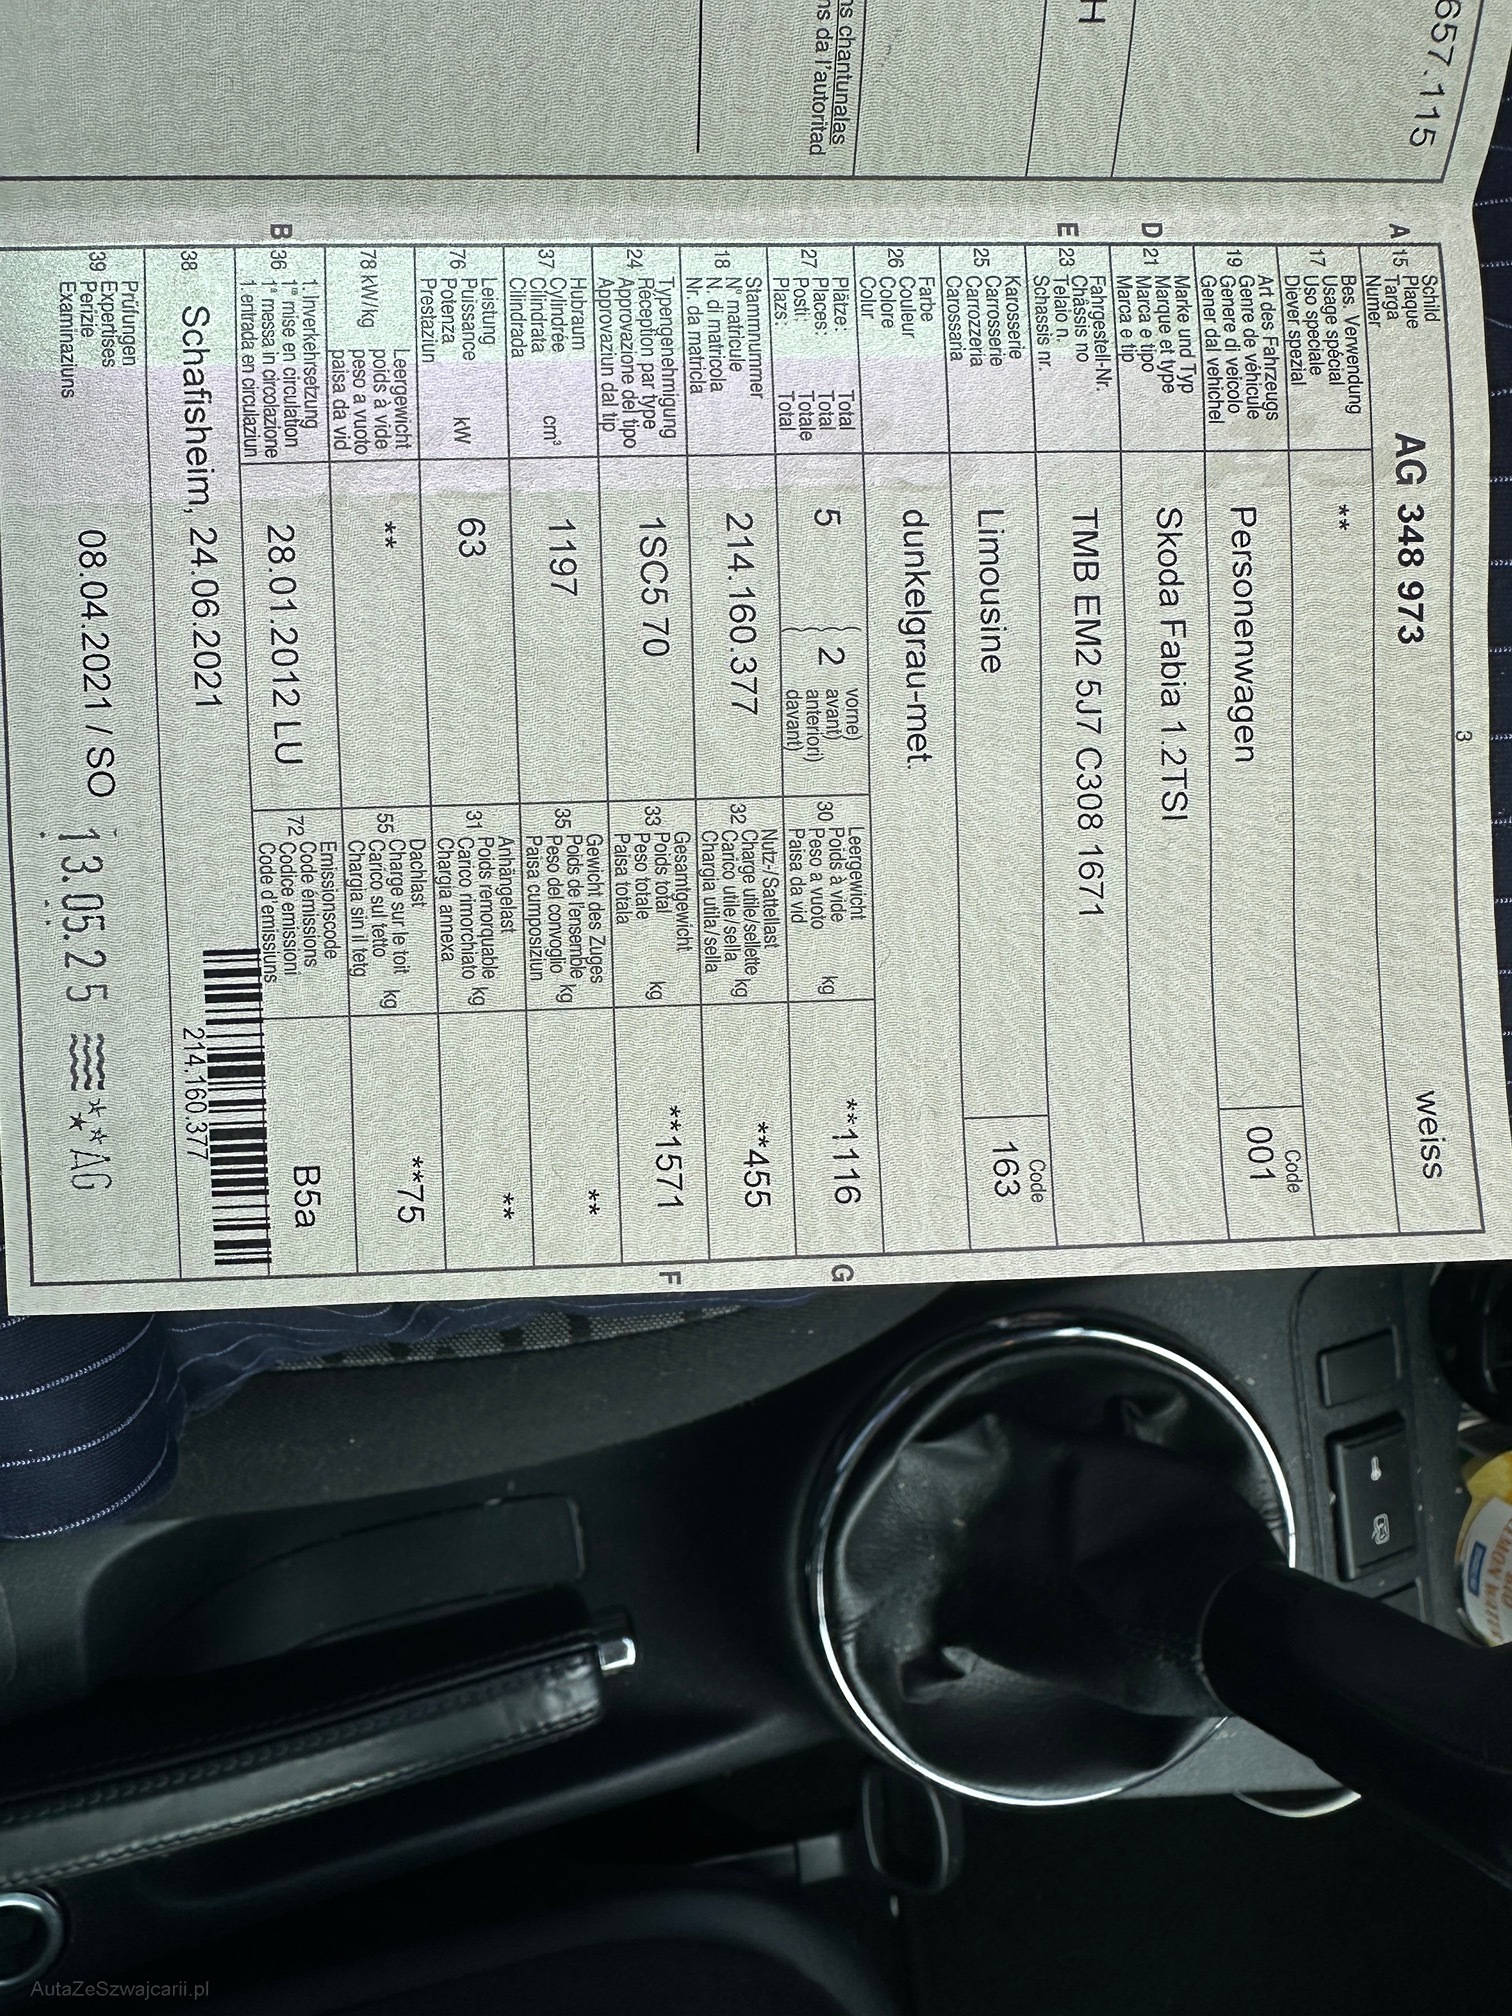 657.115
H
ns chantunalas
ns da l'autoritad
3
A 15 Schild
Plaque
Targa
Numer
AG 348 973
weiss
17 Bes. Verwendung
Usage spécial
Uso speciale
Diever spezial
**
19 Art des Fahrzeugs
Genre de véhicule
Genere di veicolo
Gener dal vehichel
Personenwagen
Code
001
D 21 Marke und Typ
Marque et type
Marca e tipo
Marca e tip
Skoda Fabia 1.2TSI
E 23 Fahrgestell-Nr.
Châssis no
Telaio n.
Schassis nr.
TMB EM2 5J7 C308 1671
25 Karosserie
Carrosserie
Carrozzeria
Carossaria
Limousine
Code
163
26 Farbe
Couleur
Colore
Colur
dunkelgrau-met.
27 Plätze: Total
Places: Total
Posti: Totale
Plazs: Total
5
2
vorne)
avant)
anteriori)
davant)
30 Leergewicht
Poids à vide
Peso a vuoto kg
Paisa da vid
**1116
G
18 Stammnummer
N° matricule
N. di matricola
Nr. da matricla
214.160.377
32 Nutz-/Sattellast
Charge utile/sellette kg
Carico utile/sella
Chargia utila/sella
**455
24 Typengenehmigung
Réception par type
Approvazione del tipo
Approvaziun dal tip
1SC5 70
33 Gesamtgewicht
Poids total
Peso totale kg
Paisa totala
**1571
F
37 Hubraum
Cylindrée
Cilindrata cm³
Cilindrada
1197
35 Gewicht des Zuges
Poids de l'ensemble kg
Peso del convoglio
Paisa cumposiziun
**
76 Leistung
Puissance
Potenza kW
Prestaziun
63
31 Anhängelast
Poids remorquable kg
Carico rimorchiato
Chargia annexa
**
78 kW/kg
Leergewicht
poids à vide
peso a vuoto
paisa da vid
**
55 Dachlast
Charge sur le toit kg
Carico sul tetto
Chargia sin il tetg
**75
B 36 1. Inverkehrsetzung
1re mise en circulation
1a messa in circolazione
1. entrada en circulaziun
28.01.2012 LU
72 Emissionscode
Code émissions
Codice emissioni
Code d'emissiuns
B5a
38 Schafisheim, 24.06.2021
214.160.377
39 Prüfungen
Expertises
Perizie
Examinaziuns
08.04.2021 / SO
13.05.25
AG
AutaZeSzwajcarii.pl